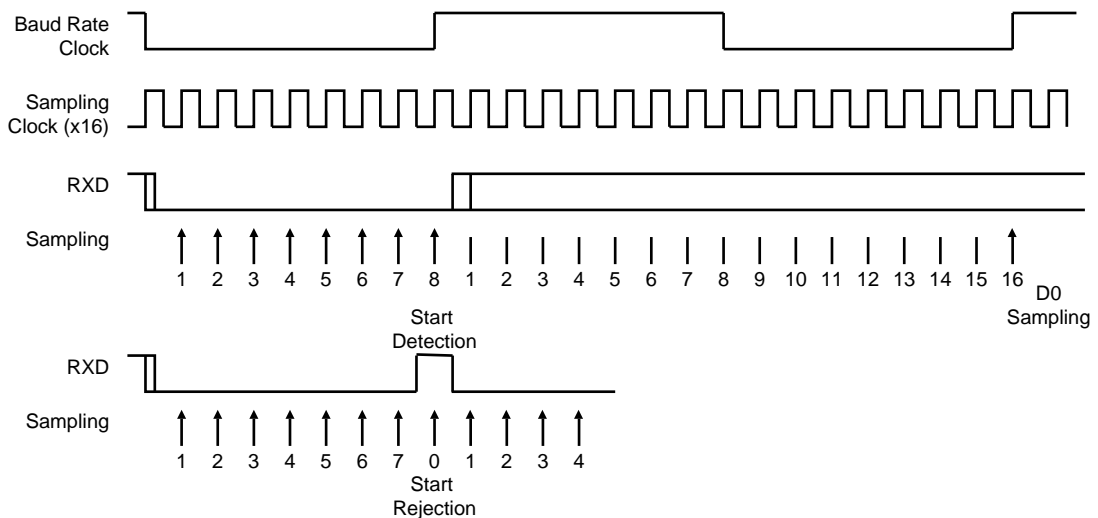 Baud Rate
Clock
Sampling
Clock (x16)
RXD
Sampling
1 2 3 4 5 6 7 8 1 2 3 4 5 6 7 8 9 10 11 12 13 14 15 16
D0
Sampling
Start
Detection
RXD
Sampling
1 2 3 4 5 6 7 0 1 2 3 4
Start
Rejection